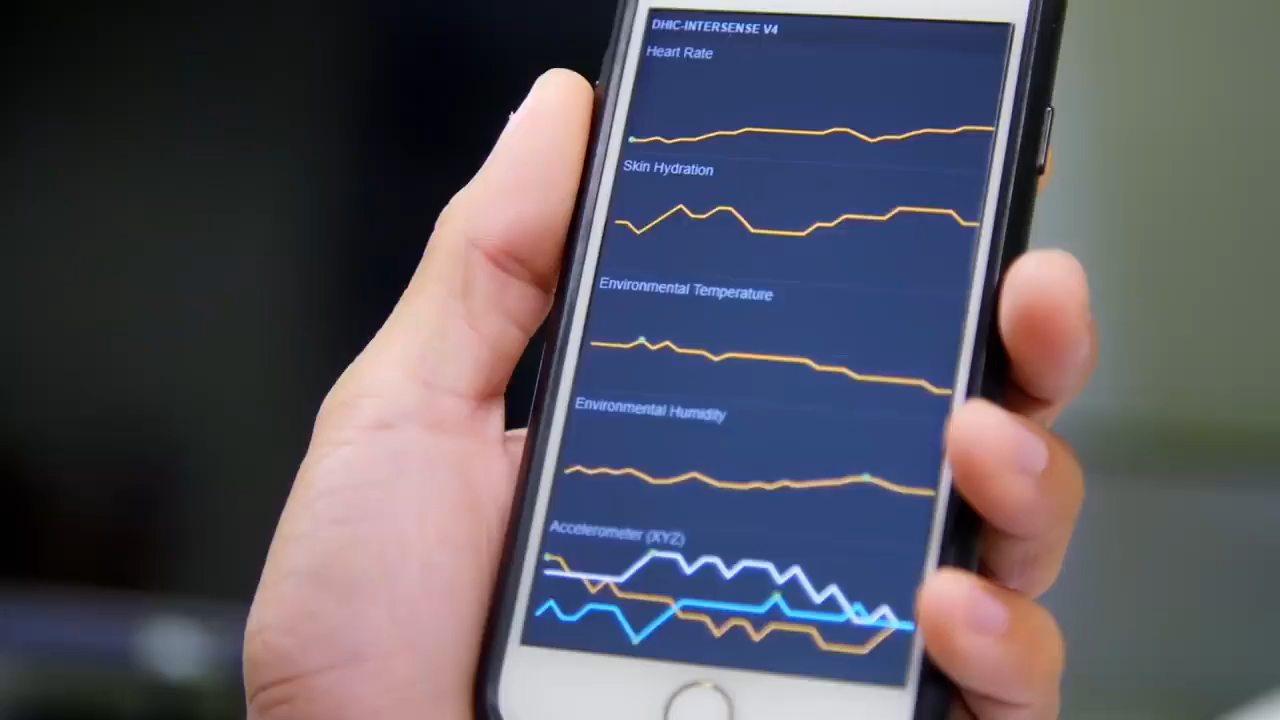 DHIC-INTERSENSE V4
Heart Rate
Skin Hydration
Environmental Temperature
Environmental Humidity
Accelerometer (XYZ)